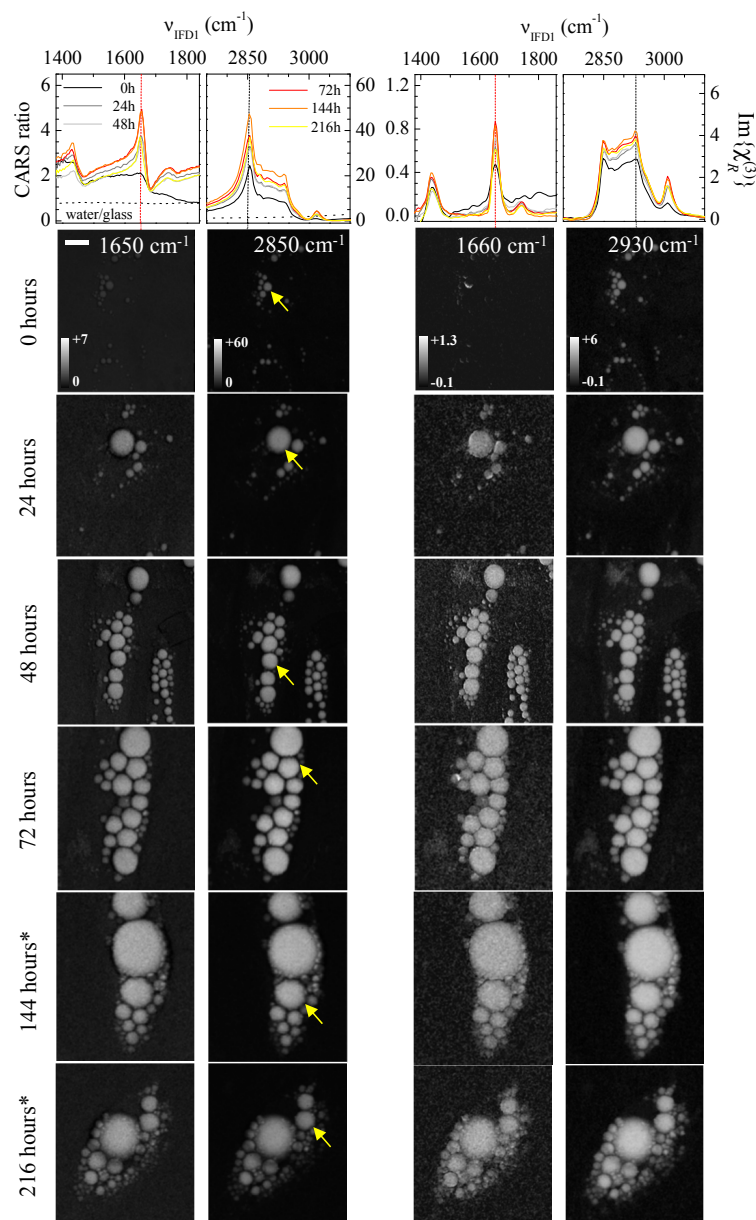 ν_IFD1 (cm⁻¹) ν_IFD1 (cm⁻¹)
1400 1600 1800 2850 3000 1400 1600 1800 2850 3000
CARS ratio
6
4
2
0
0h
24h
48h
water/glass
72h
144h
216h
60
40
20
0
1.2
0.8
0.4
0.0
6
4
2
0
Im {χ_R^(3)}
1650 cm⁻¹ 2850 cm⁻¹ 1660 cm⁻¹ 2930 cm⁻¹
0 hours
+7 +60 +1.3 +6
0 0 -0.1 -0.1
24 hours
48 hours
72 hours
144 hours*
216 hours*